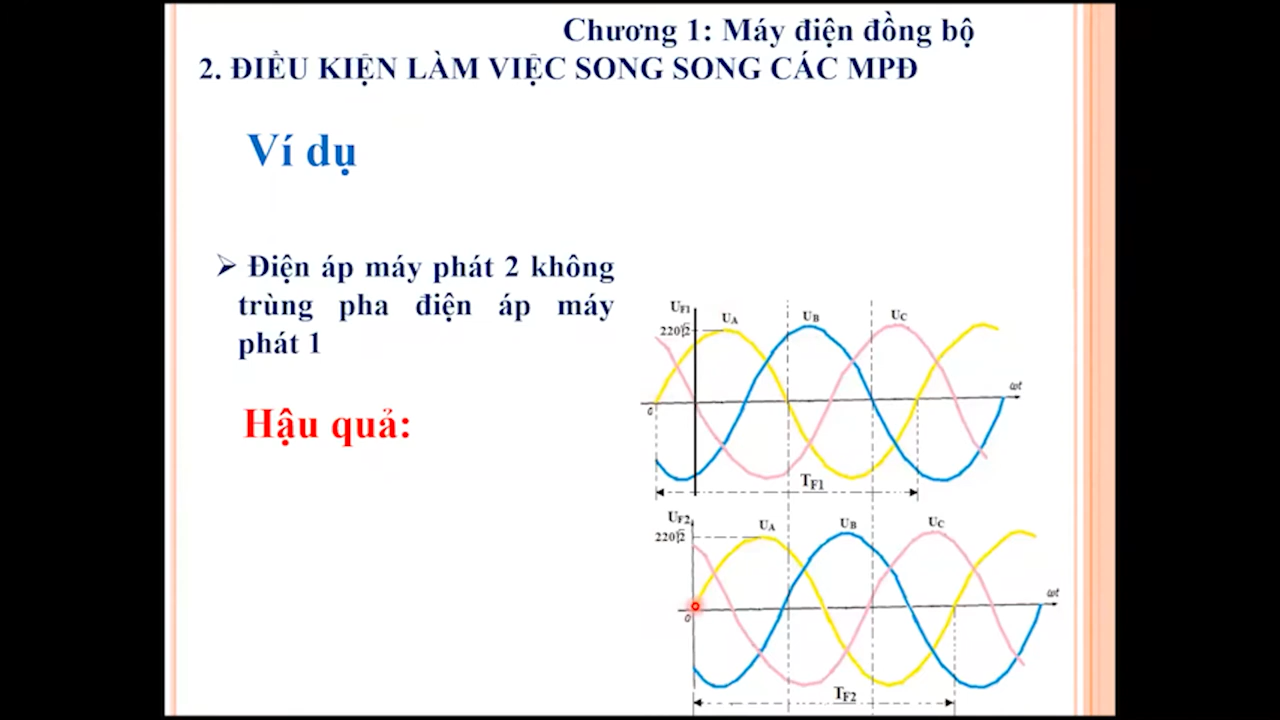 Chương 1: Máy điện đồng bộ
2. ĐIỀU KIỆN LÀM VIỆC SONG SONG CÁC MPĐ
Ví dụ
➢ Điện áp máy phát 2 không
trùng pha điện áp máy
phát 1
Hậu quả:
UF1
UA
UB
UC
220√2
ωt
0
TF1
UF2
UA
UB
UC
220√2
ωt
0
TF2